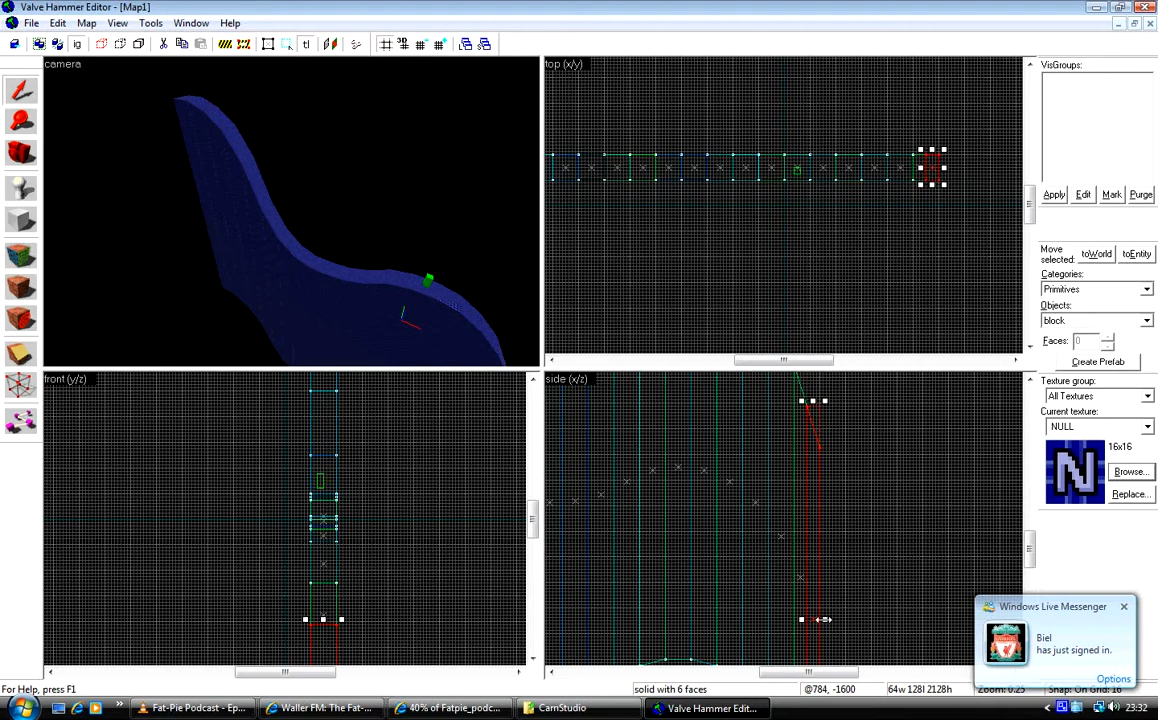 Valve Hammer Editor - [Map1]
File Edit Map View Tools Window Help
ig tl 3D
camera
top (x/y)
VisGroups:
Apply Edit Mark Purge
Move
selected: toWorld toEntity
Categories:
Primitives
Objects:
block
Faces: 0
Create Prefab
front (y/z)
side (x/z)
Texture group:
All Textures
Current texture:
NULL
16x16
N
Browse...
Replace...
Windows Live Messenger
Biel
has just signed in.
Options
For Help, press F1
solid with 6 faces
@784, -1600
64w 128l 2128h
Zoom: 0.25
Snap: On Grid: 16
Fat-Pie Podcast - Ep...
Waller FM: The Fat-...
40% of Fatpie_podc...
CamStudio
Valve Hammer Edit...
23:32